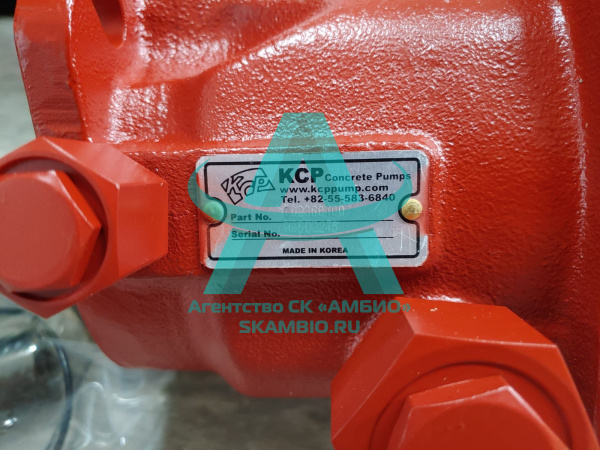 KCP
KCP Concrete Pumps
www.kcppump.com
Tel. +82-55-583-6840
Part No.
Serial No.
MADE IN KOREA
Агентство СК «АМБИО»
SKAMBIO.RU